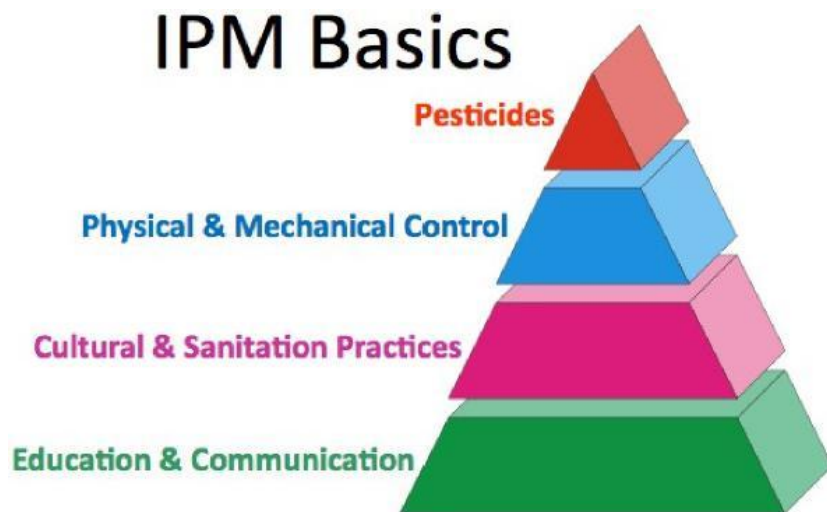 IPM Basics
Pesticides
Physical & Mechanical Control
Cultural & Sanitation Practices
Education & Communication